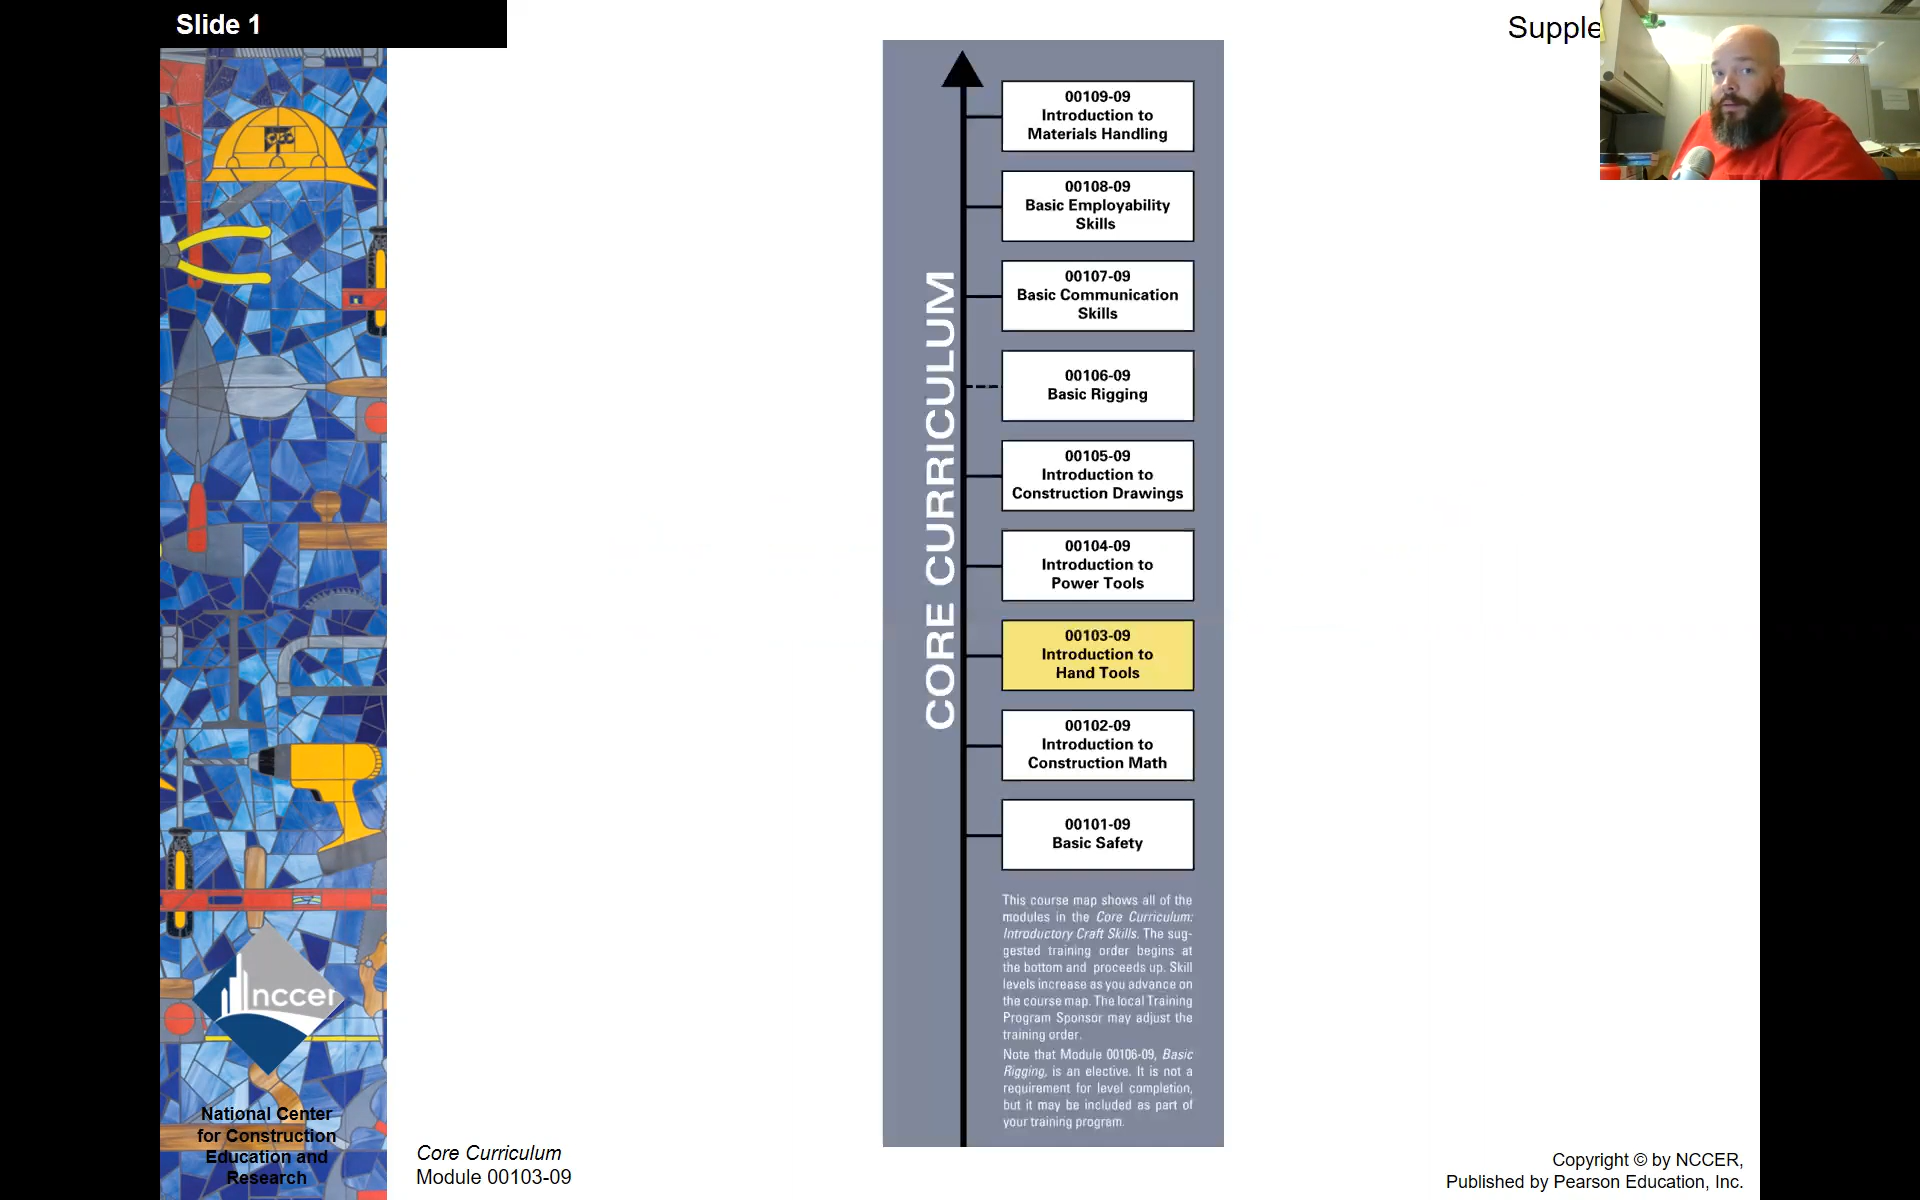 Slide 1
Supple
CORE CURRICULUM
00109-09
Introduction to
Materials Handling
00108-09
Basic Employability
Skills
00107-09
Basic Communication
Skills
00106-09
Basic Rigging
00105-09
Introduction to
Construction Drawings
00104-09
Introduction to
Power Tools
00103-09
Introduction to
Hand Tools
00102-09
Introduction to
Construction Math
00101-09
Basic Safety
This course map shows all of the
modules in the Core Curriculum:
Introductory Craft Skills. The sug-
gested training order begins at
the bottom and proceeds up. Skill
levels increase as you advance on
the course map. The local Training
Program Sponsor may adjust the
training order.
Note that Module 00106-09, Basic
Rigging, is an elective. It is not a
requirement for level completion,
but it may be included as part of
your training program.
nccer
National Center
for Construction
Education and
Research
Core Curriculum
Module 00103-09
Copyright © by NCCER,
Published by Pearson Education, Inc.